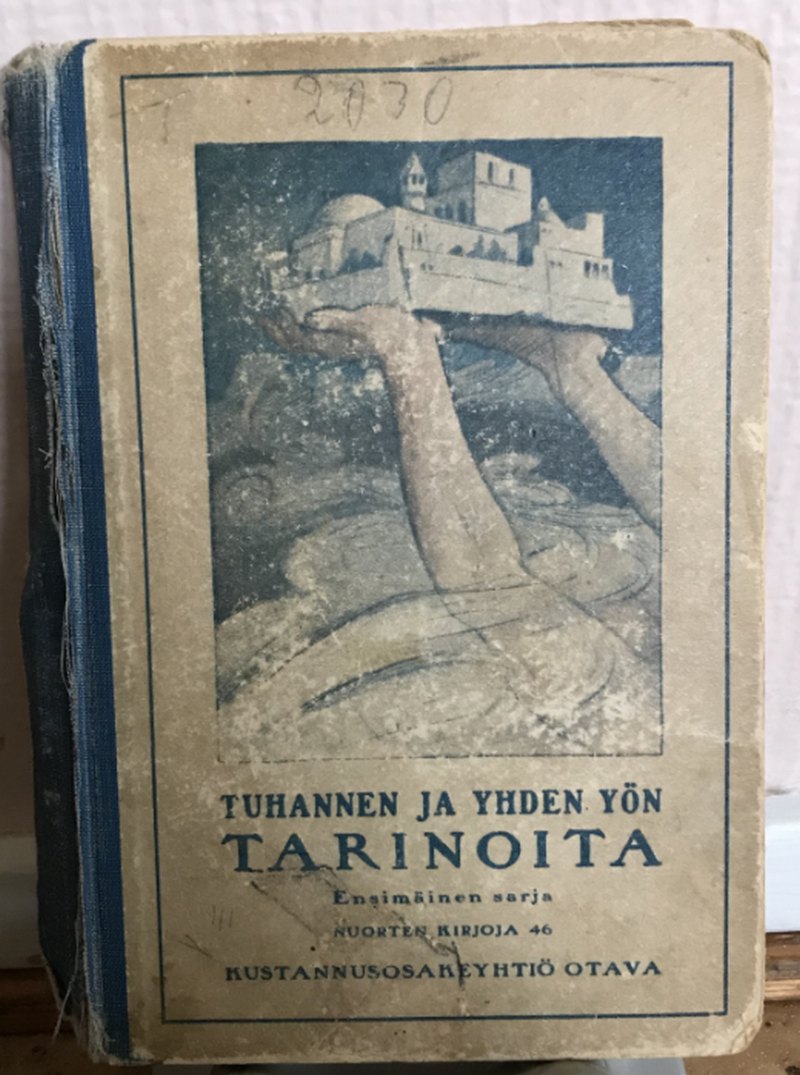 2030
TUHANNEN JA YHDEN YÖN
TARINOITA
Ensimäinen sarja
NUORTEN KIRJOJA 46
KUSTANNUSOSAKEYHTIÖ OTAVA